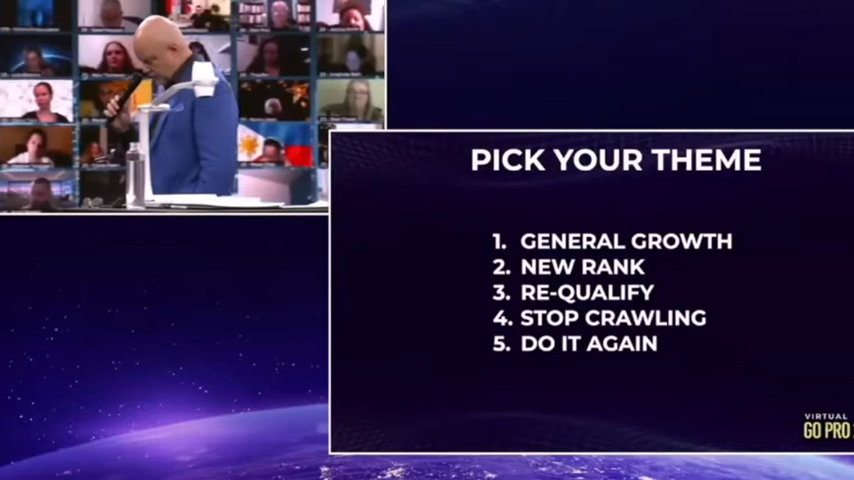 PICK YOUR THEME
1. GENERAL GROWTH
2. NEW RANK
3. RE-QUALIFY
4. STOP CRAWLING
5. DO IT AGAIN
VIRTUAL
GO PRO